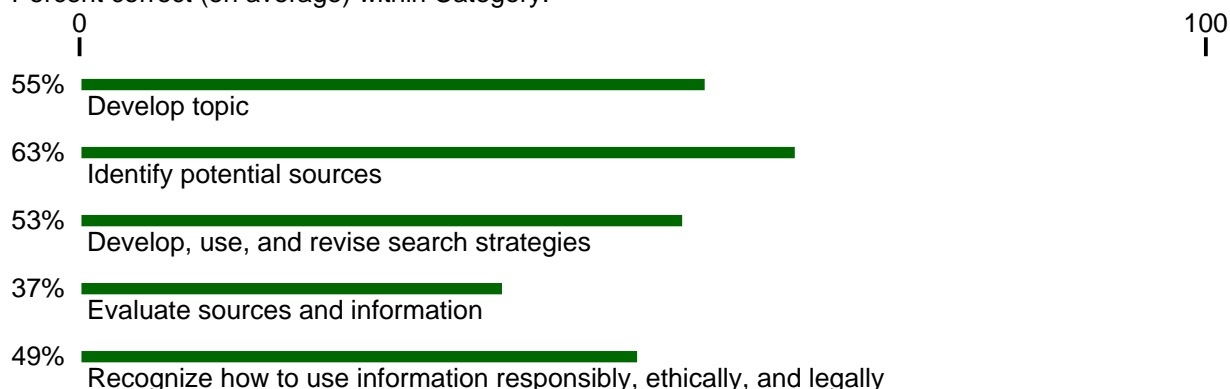 Percent correct (on average) within Category:
0 100
55%
Develop topic
63%
Identify potential sources
53%
Develop, use, and revise search strategies
37%
Evaluate sources and information
49%
Recognize how to use information responsibly, ethically, and legally